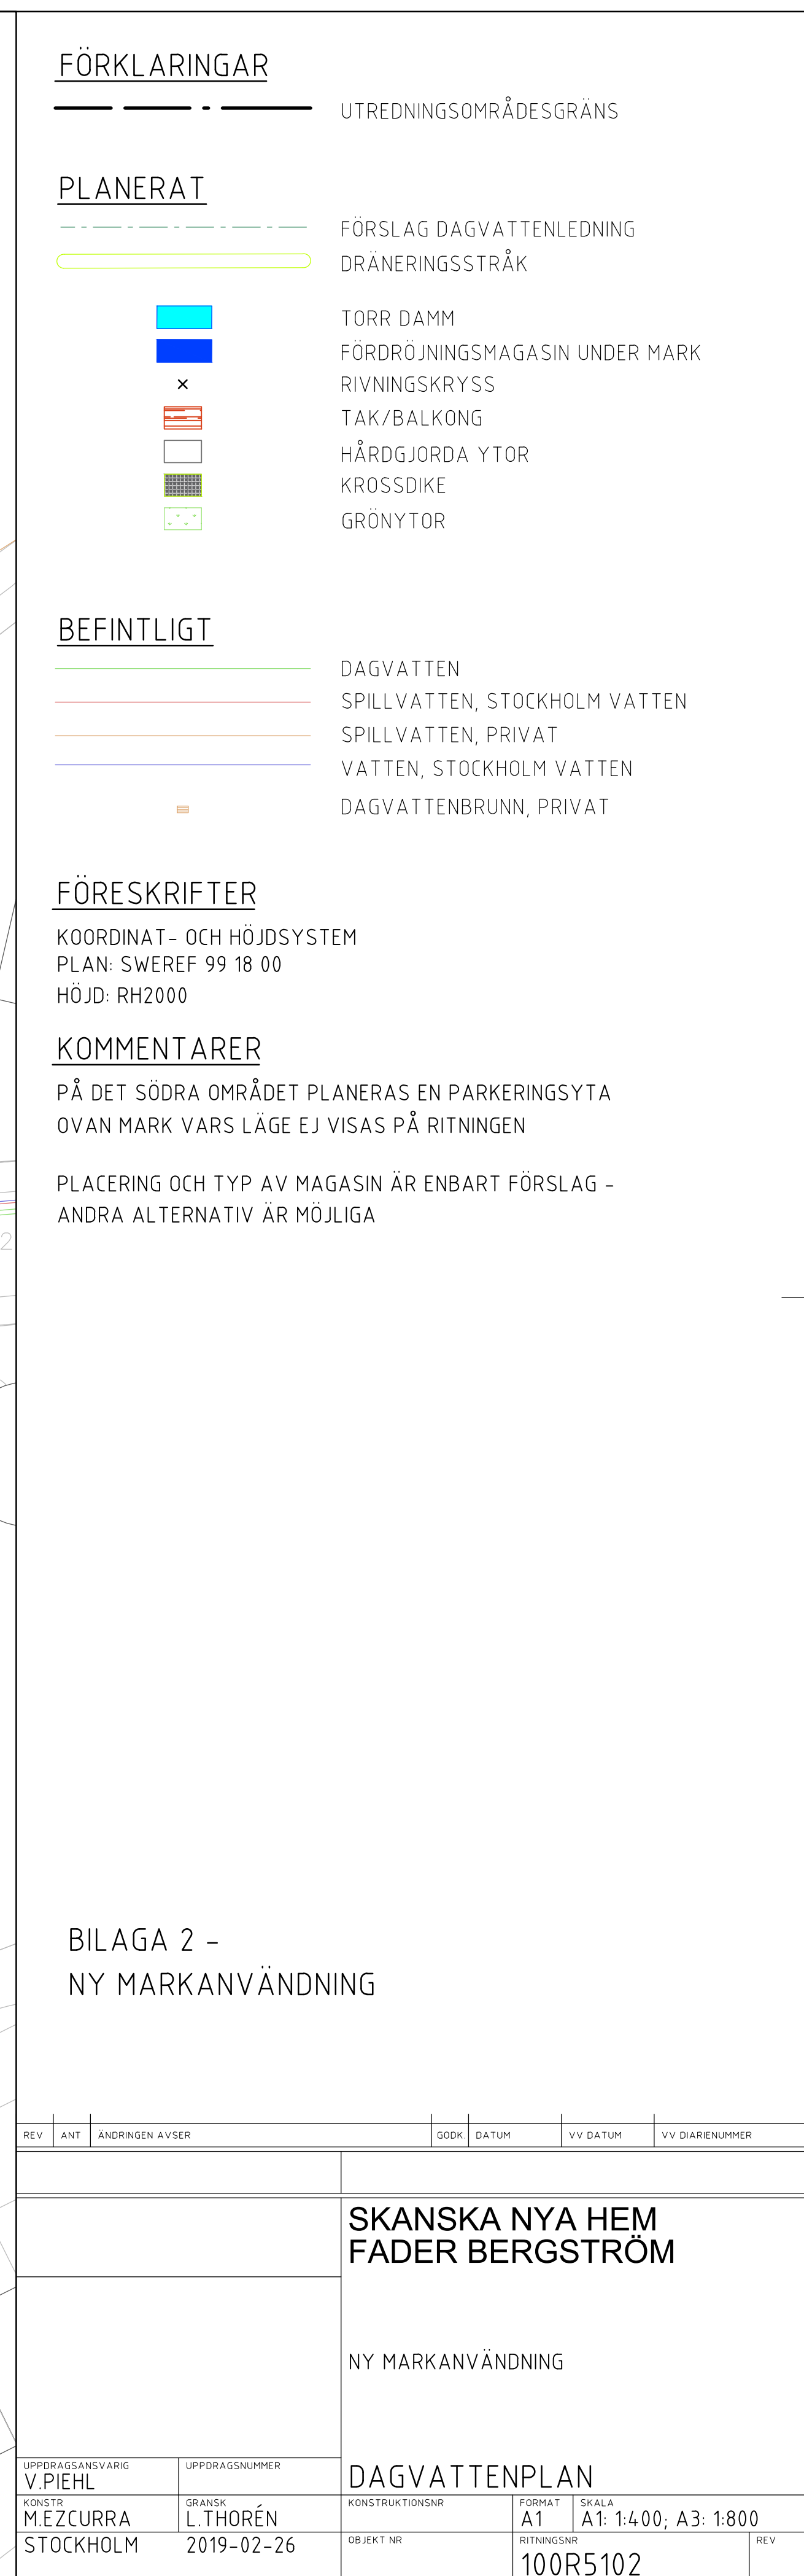 FÖRKLARINGAR
UTREDNINGSOMRÅDESGRÄNS
PLANERAT
FÖRSLAG DAGVATTENLEDNING
DRÄNERINGSSTRÅK
TORR DAMM
FÖRDRÖJNINGSMAGASIN UNDER MARK
RIVNINGSKRYSS
TAK/BALKONG
HÅRDGJORDA YTOR
KROSSDIKE
GRÖNYTOR
BEFINTLIGT
DAGVATTEN
SPILLVATTEN, STOCKHOLM VATTEN
SPILLVATTEN, PRIVAT
VATTEN, STOCKHOLM VATTEN
DAGVATTENBRUNN, PRIVAT
FÖRESKRIFTER
KOORDINAT- OCH HÖJDSYSTEM
PLAN: SWEREF 99 18 00
HÖJD: RH2000
KOMMENTARER
PÅ DET SÖDRA OMRÅDET PLANERAS EN PARKERINGSYTA
OVAN MARK VARS LÄGE EJ VISAS PÅ RITNINGEN
PLACERING OCH TYP AV MAGASIN ÄR ENBART FÖRSLAG -
ANDRA ALTERNATIV ÄR MÖJLIGA
2
BILAGA 2 -
NY MARKANVÄNDNING
REV ANT ÄNDRINGEN AVSER GODK. DATUM VV DATUM VV DIARIENUMMER
SKANSKA NYA HEM
FADER BERGSTRÖM
NY MARKANVÄNDNING
DAGVATTENPLAN
UPPDRAGSANSVARIG UPPDRAGSNUMMER
V.PIEHL
KONSTR GRANSK KONSTRUKTIONSNR FORMAT SKALA
M.EZCURRA L.THORÉN A1 A1: 1:400; A3: 1:800
STOCKHOLM 2019-02-26 OBJEKT NR RITNINGSNR REV
100R5102